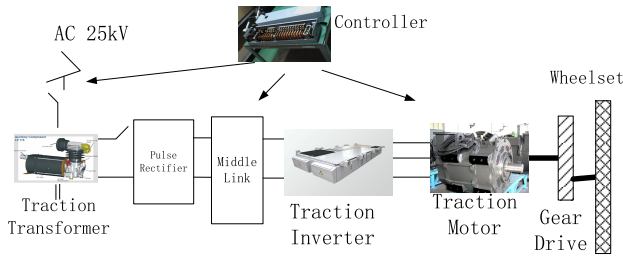 AC 25kV
Controller
Wheelset
Pulse
Rectifier
Middle
Link
Traction
Transformer
Traction
Inverter
Traction
Motor
Gear
Drive